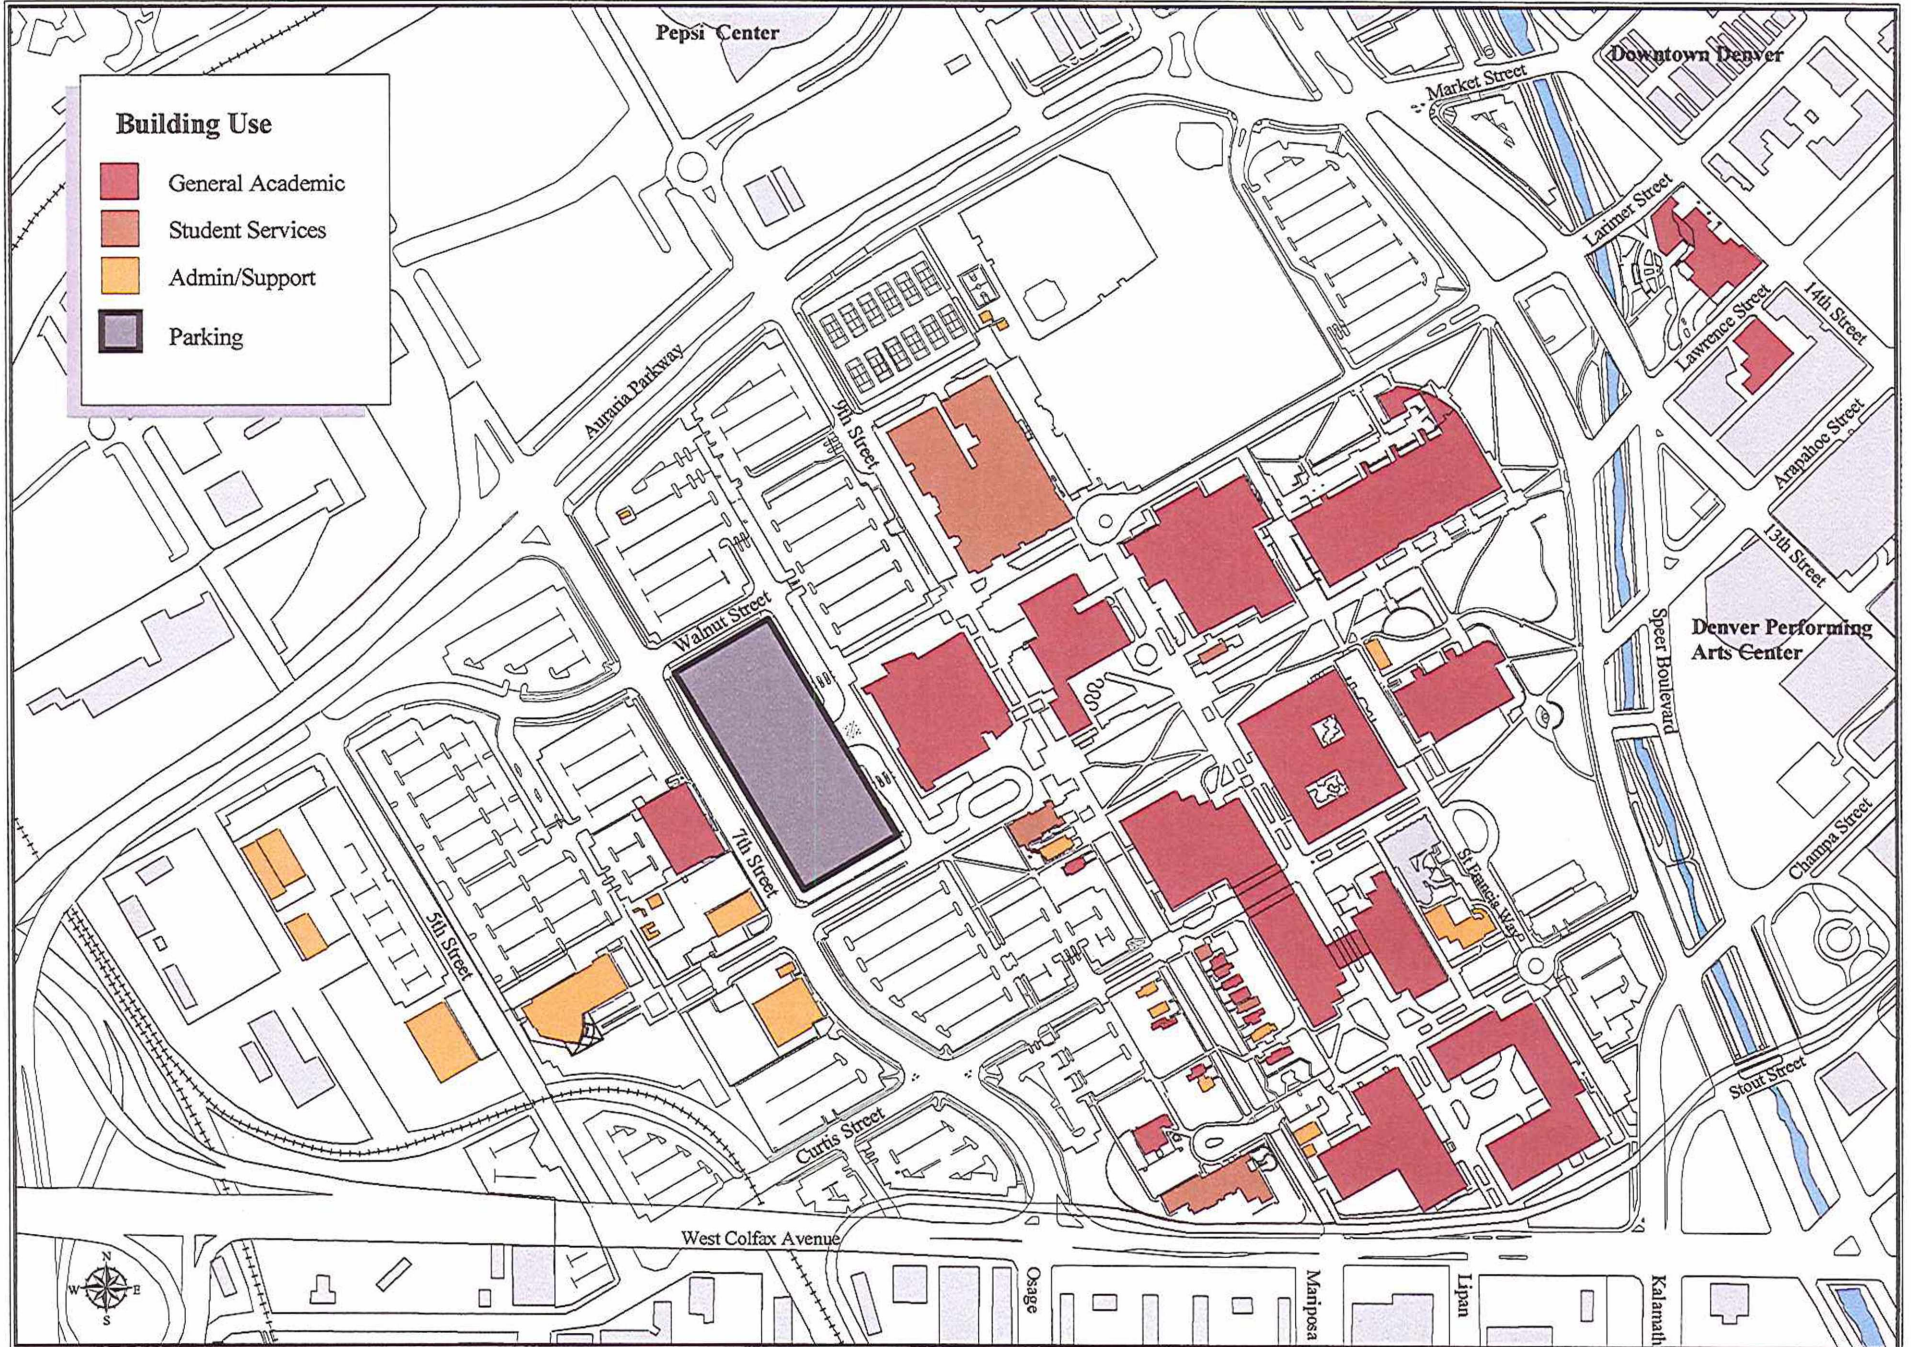 Pepsi Center
Downtown Denver
Market Street
Building Use
General Academic
Student Services
Admin/Support
Parking
Larimer Street
Lawrence Street
14th Street
Auraria Parkway
9th Street
Arapahoe Street
13th Street
Walnut Street
Speer Boulevard
Denver Performing
Arts Center
7th Street
Champa Street
St Francis Way
5th Street
Stout Street
Curtis Street
West Colfax Avenue
N
W
E
S
Osage
Mariposa
Lipan
Kalamath